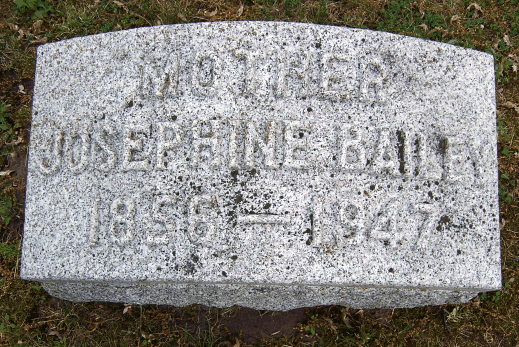 MOTHER
JOSEPHINE BAILEY
1856 — 1947